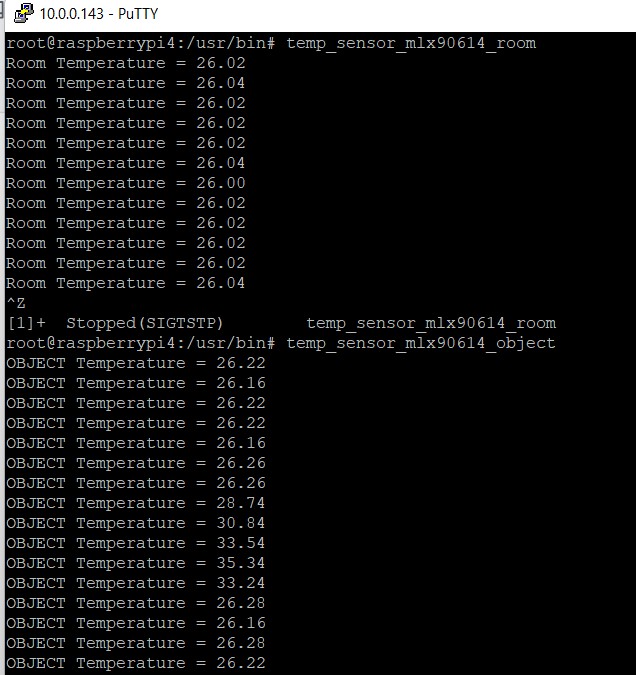 10.0.0.143 - PuTTY
root@raspberrypi4:/usr/bin# temp_sensor_mlx90614_room
Room Temperature = 26.02
Room Temperature = 26.04
Room Temperature = 26.02
Room Temperature = 26.02
Room Temperature = 26.02
Room Temperature = 26.04
Room Temperature = 26.00
Room Temperature = 26.02
Room Temperature = 26.02
Room Temperature = 26.02
Room Temperature = 26.02
Room Temperature = 26.04
^Z
[1]+  Stopped(SIGTSTP)        temp_sensor_mlx90614_room
root@raspberrypi4:/usr/bin# temp_sensor_mlx90614_object
OBJECT Temperature = 26.22
OBJECT Temperature = 26.16
OBJECT Temperature = 26.22
OBJECT Temperature = 26.22
OBJECT Temperature = 26.16
OBJECT Temperature = 26.26
OBJECT Temperature = 26.26
OBJECT Temperature = 28.74
OBJECT Temperature = 30.84
OBJECT Temperature = 33.54
OBJECT Temperature = 35.34
OBJECT Temperature = 33.24
OBJECT Temperature = 26.28
OBJECT Temperature = 26.16
OBJECT Temperature = 26.28
OBJECT Temperature = 26.22